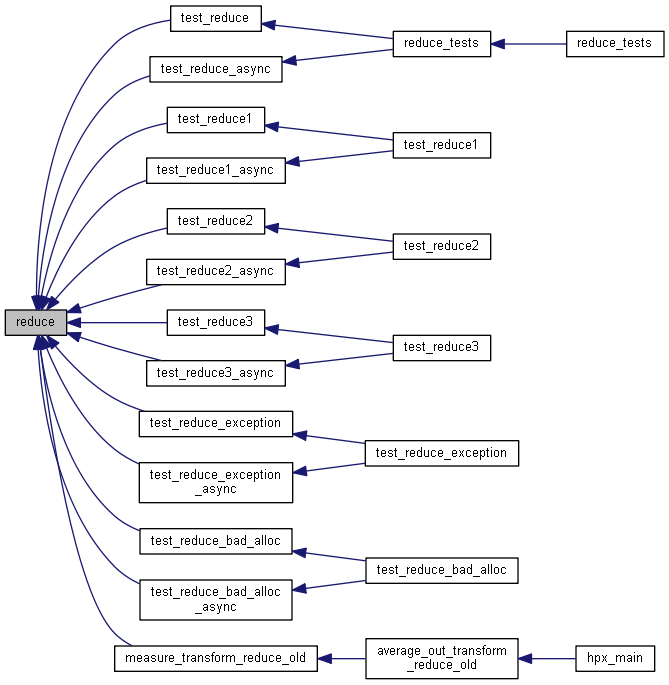 test_reduce
reduce_tests
reduce_tests
test_reduce_async
test_reduce1
test_reduce1
test_reduce1_async
test_reduce2
test_reduce2
test_reduce2_async
reduce
test_reduce3
test_reduce3
test_reduce3_async
test_reduce_exception
test_reduce_exception
test_reduce_exception
_async
test_reduce_bad_alloc
test_reduce_bad_alloc
test_reduce_bad_alloc
_async
measure_transform_reduce_old
average_out_transform
_reduce_old
hpx_main